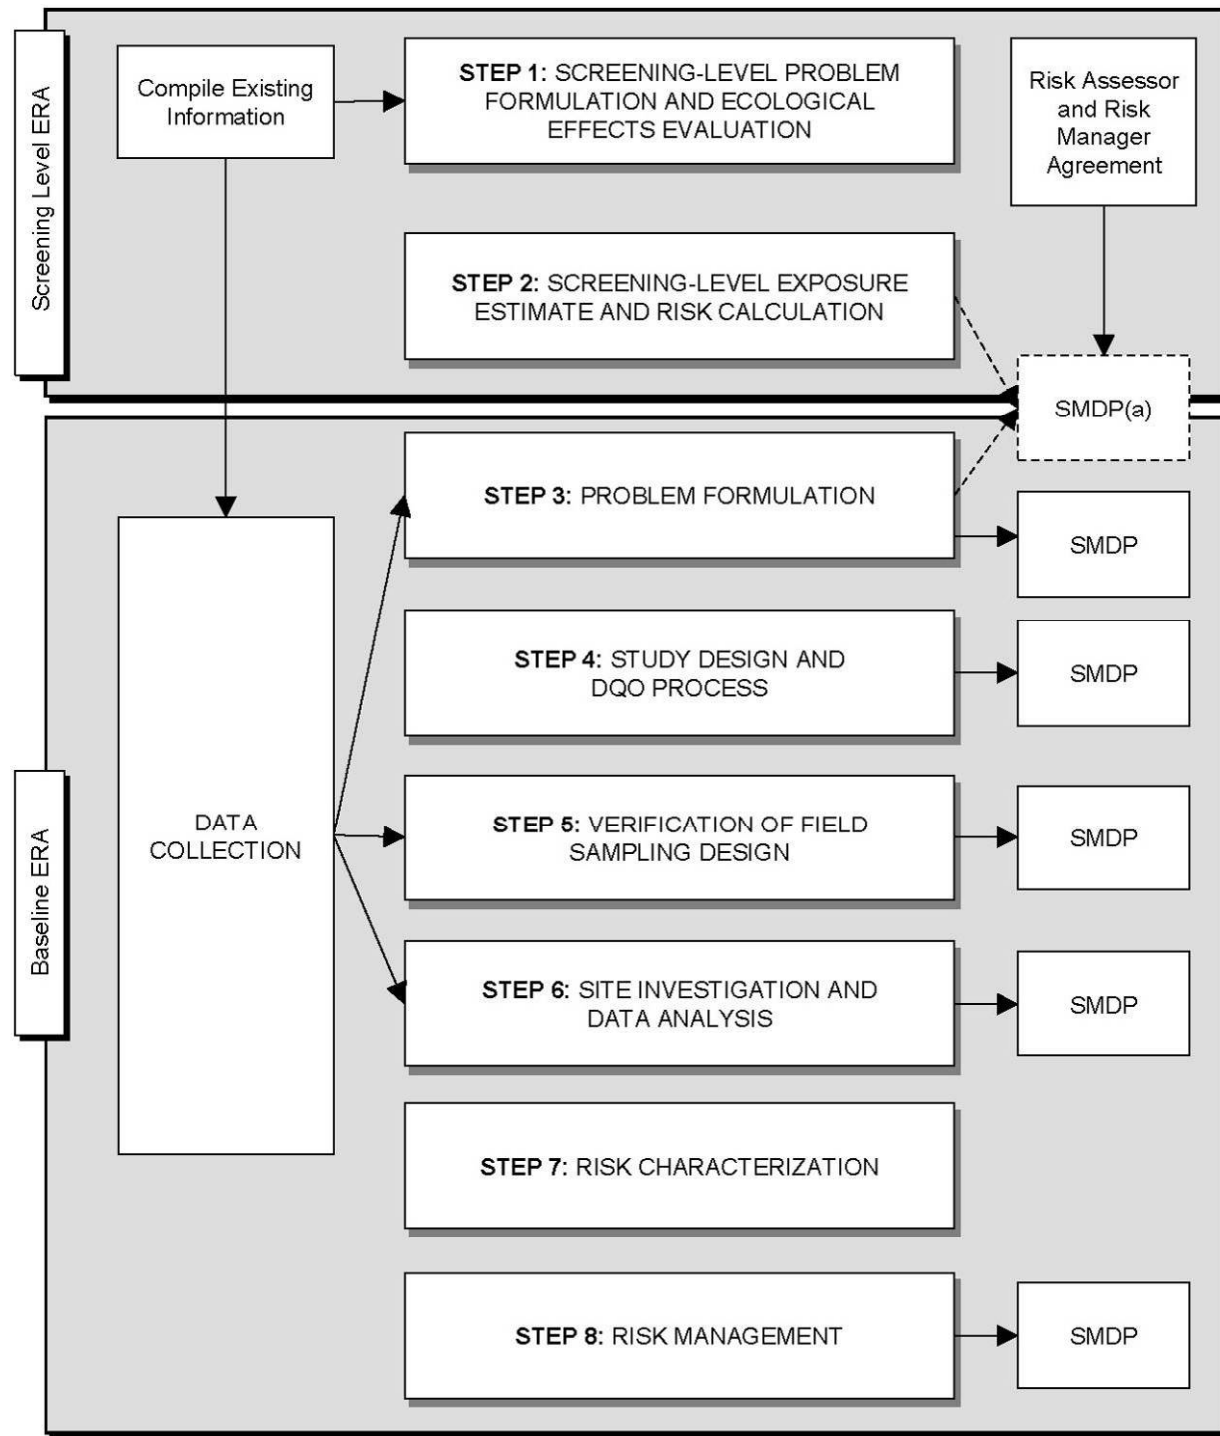 Screening Level ERA
Compile Existing
Information
STEP 1: SCREENING-LEVEL PROBLEM
FORMULATION AND ECOLOGICAL
EFFECTS EVALUATION
Risk Assessor
and Risk
Manager
Agreement
STEP 2: SCREENING-LEVEL EXPOSURE
ESTIMATE AND RISK CALCULATION
SMDP(a)
Baseline ERA
DATA
COLLECTION
STEP 3: PROBLEM FORMULATION
SMDP
STEP 4: STUDY DESIGN AND
DQO PROCESS
SMDP
STEP 5: VERIFICATION OF FIELD
SAMPLING DESIGN
SMDP
STEP 6: SITE INVESTIGATION AND
DATA ANALYSIS
SMDP
STEP 7: RISK CHARACTERIZATION
STEP 8: RISK MANAGEMENT
SMDP